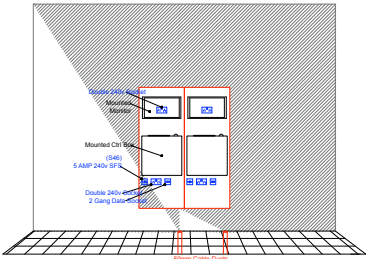 Double 240v Socket
Mounted
Monitor
Mounted Ctrl Box
(S46)
5 AMP 240v SFS
Double 240v Socket
2 Gang Data Socket
50mm Cable Ducts